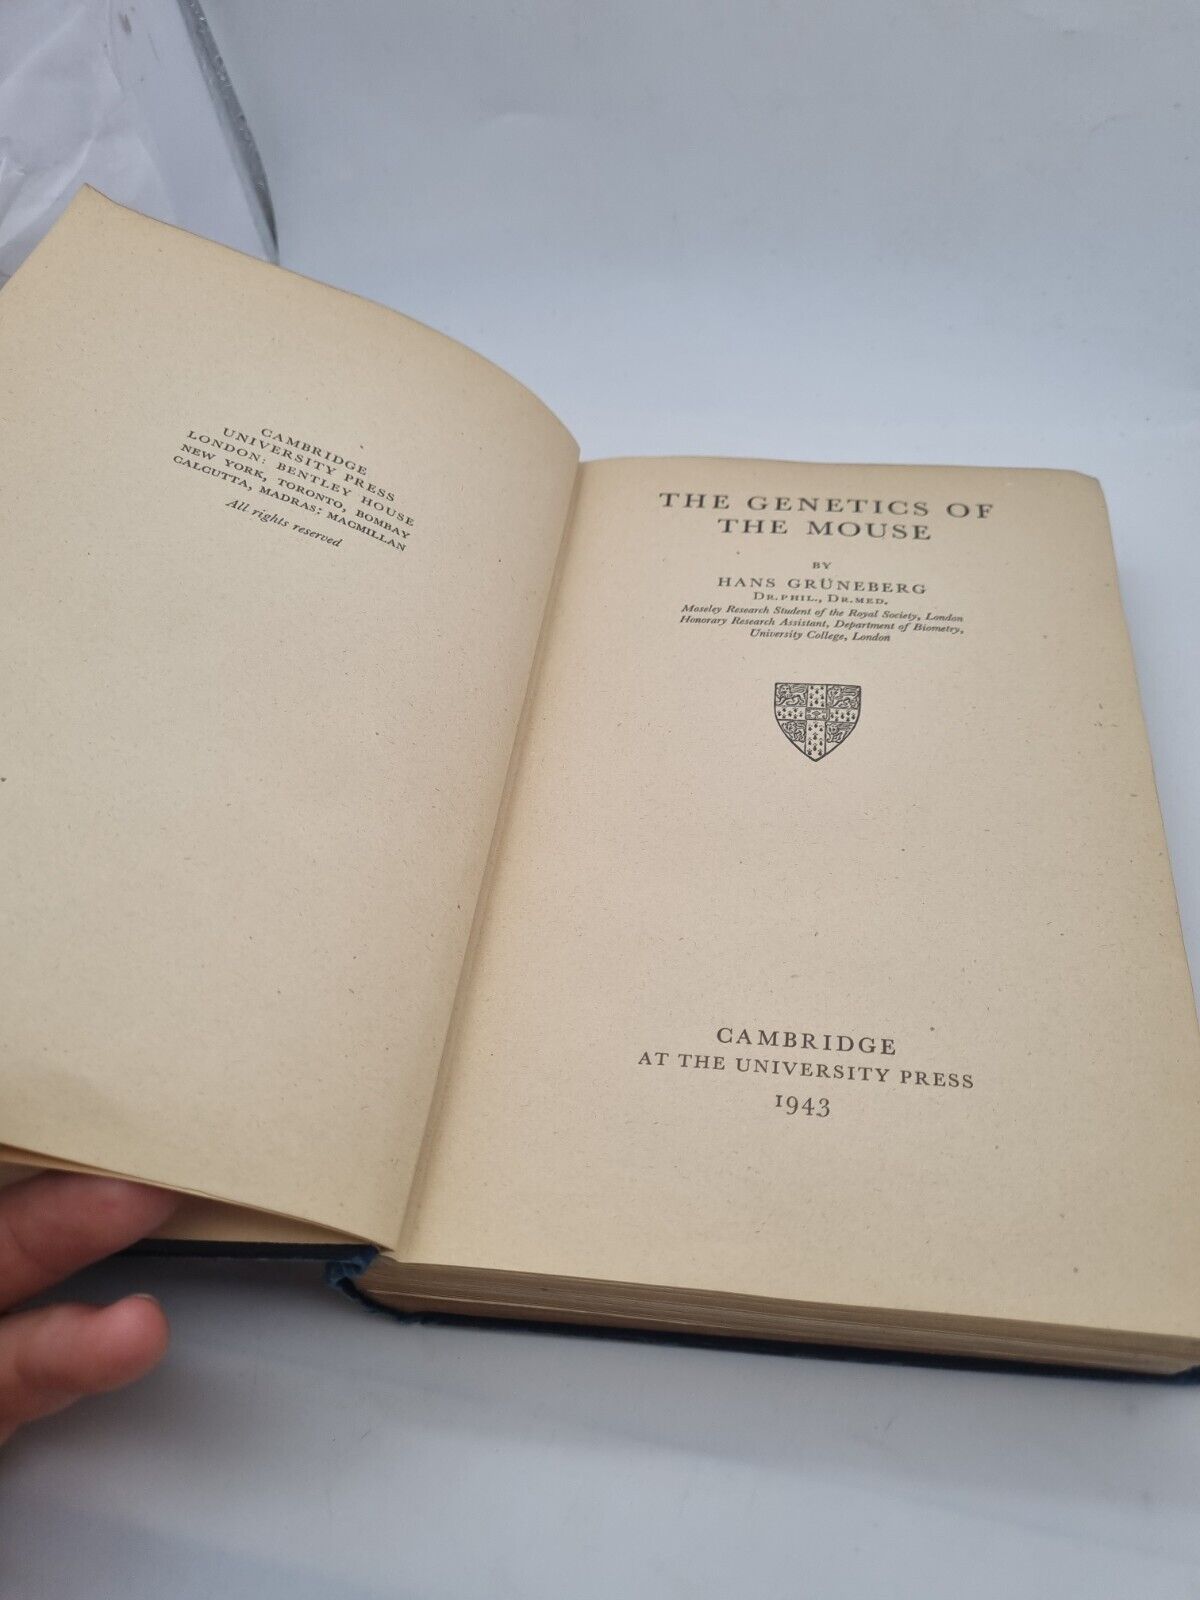 CAMBRIDGE
UNIVERSITY PRESS
LONDON: BENTLEY HOUSE
NEW YORK, TORONTO, BOMBAY
CALCUTTA, MADRAS: MACMILLAN
All rights reserved
THE GENETICS OF
THE MOUSE
BY
HANS GRÜNEBERG
DR.PHIL., DR.MED.
Moseley Research Student of the Royal Society, London
Honorary Research Assistant, Department of Biometry,
University College, London
CAMBRIDGE
AT THE UNIVERSITY PRESS
1943